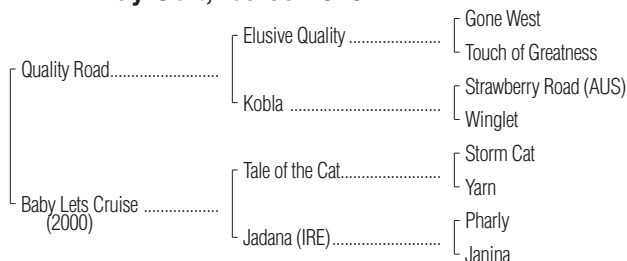 Gone West
Elusive Quality
Touch of Greatness
Quality Road
Strawberry Road (AUS)
Kobla
Winglet
Storm Cat
Tale of the Cat
Yarn
Baby Lets Cruise
(2000)
Pharly
Jadana (IRE)
Janina